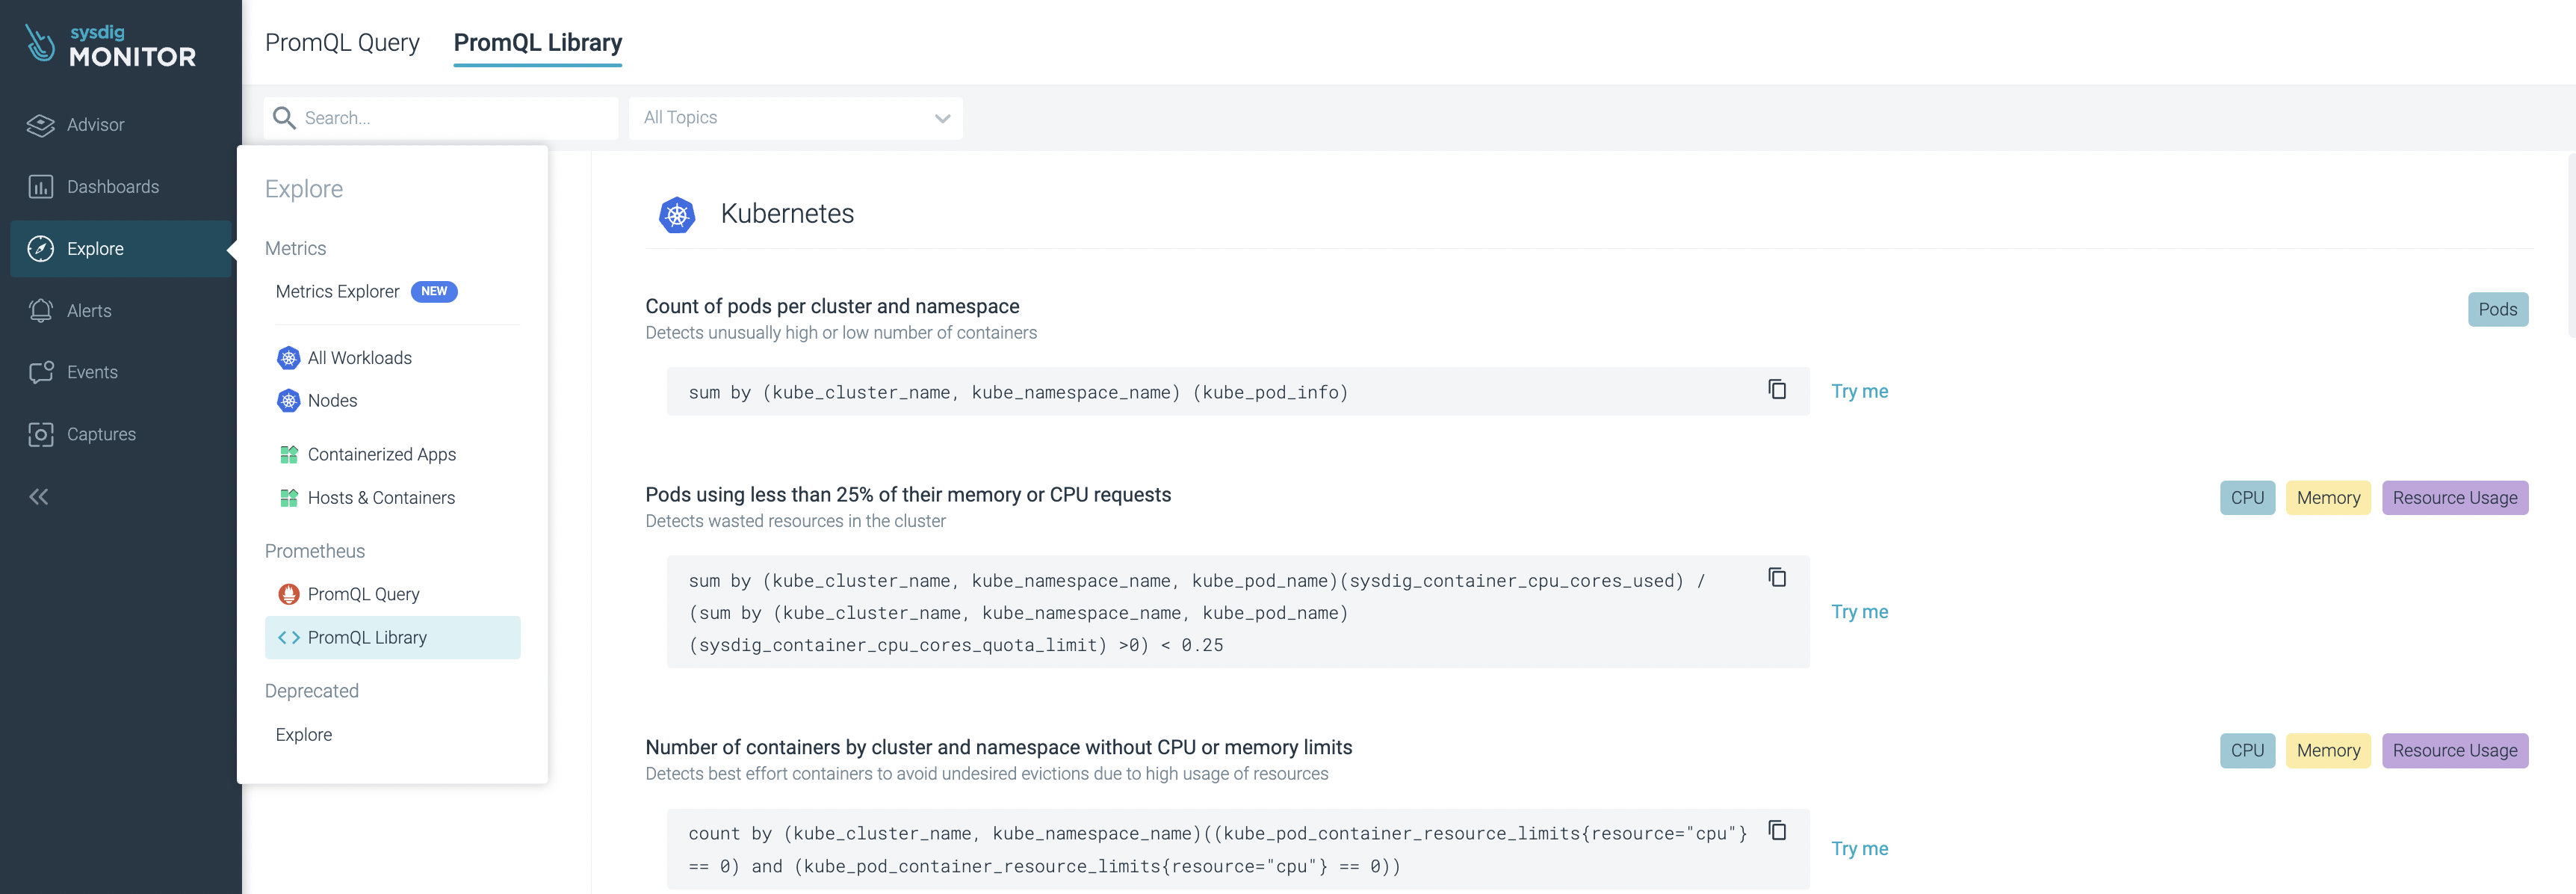 sysdig
MONITOR
Advisor
Dashboards
Explore
Alerts
Events
Captures
PromQL Query
PromQL Library
Search...
All Topics
Explore
Metrics
Metrics Explorer NEW
All Workloads
Nodes
Containerized Apps
Hosts & Containers
Prometheus
PromQL Query
PromQL Library
Deprecated
Explore
Kubernetes
Count of pods per cluster and namespace
Detects unusually high or low number of containers
Pods
sum by (kube_cluster_name, kube_namespace_name) (kube_pod_info)
Try me
Pods using less than 25% of their memory or CPU requests
Detects wasted resources in the cluster
CPU Memory Resource Usage
sum by (kube_cluster_name, kube_namespace_name, kube_pod_name)(sysdig_container_cpu_cores_used) /
(sum by (kube_cluster_name, kube_namespace_name, kube_pod_name)
(sysdig_container_cpu_cores_quota_limit) >0) < 0.25
Try me
Number of containers by cluster and namespace without CPU or memory limits
Detects best effort containers to avoid undesired evictions due to high usage of resources
CPU Memory Resource Usage
count by (kube_cluster_name, kube_namespace_name)((kube_pod_container_resource_limits{resource="cpu"}
== 0) and (kube_pod_container_resource_limits{resource="cpu"} == 0))
Try me